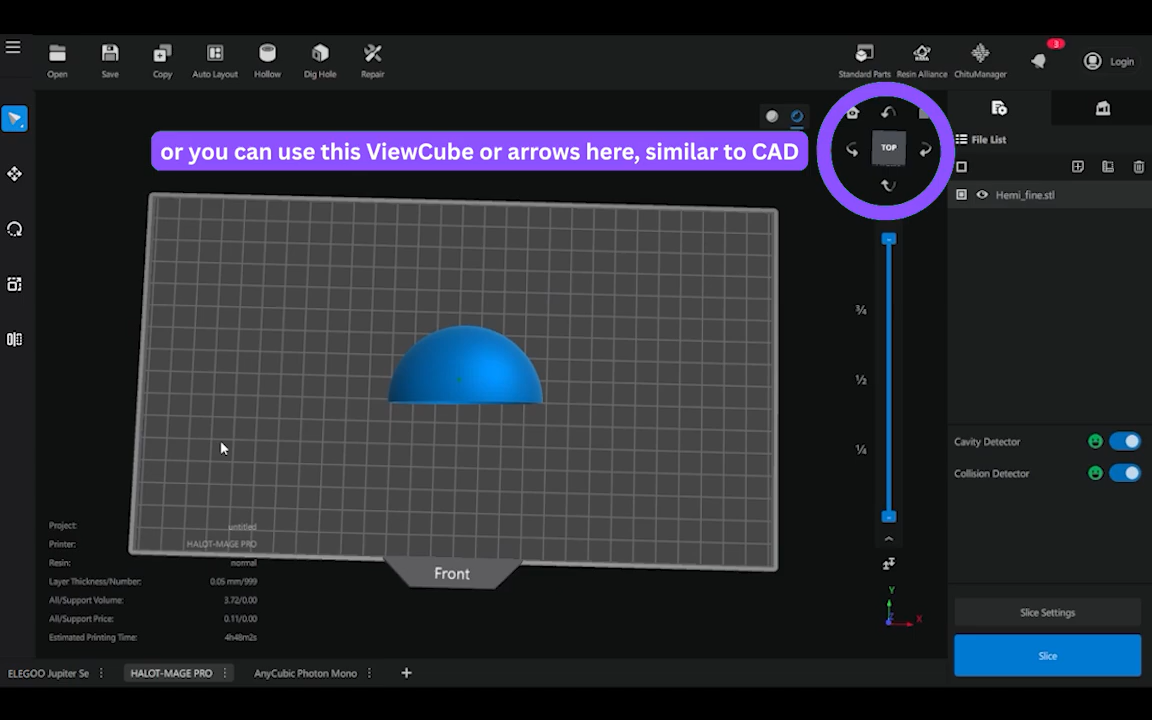 Open
Save
Copy
Auto Layout
Hollow
Dig Hole
Repair
Standard Parts
Resin Alliance
ChituManager
3
Login
or you can use this ViewCube or arrows here, similar to CAD
TOP
File List
Hemi_fine.stl
¾
½
¼
Cavity Detector
Collision Detector
Front
Project: untitled
Printer: HALOT-MAGE PRO
Resin: normal
Layer Thickness/Number: 0.05 mm/999
All/Support Volume: 3.72/0.00
All/Support Price: 0.11/0.00
Estimated Printing Time: 4h48m2s
Y
Z
X
Slice Settings
Slice
ELEGOO Jupiter Se
HALOT-MAGE PRO
AnyCubic Photon Mono